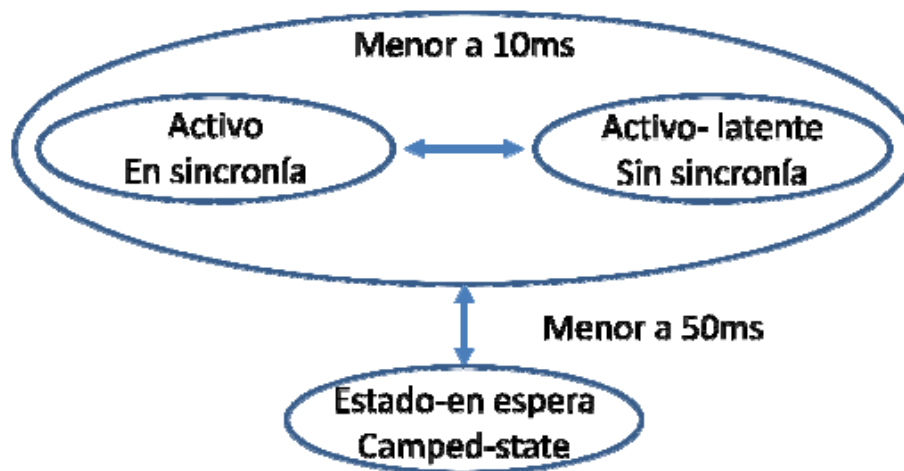 Menor a 10ms
Activo
En sincronía
Activo- latente
Sin sincronía
Menor a 50ms
Estado-en espera
Camped-state